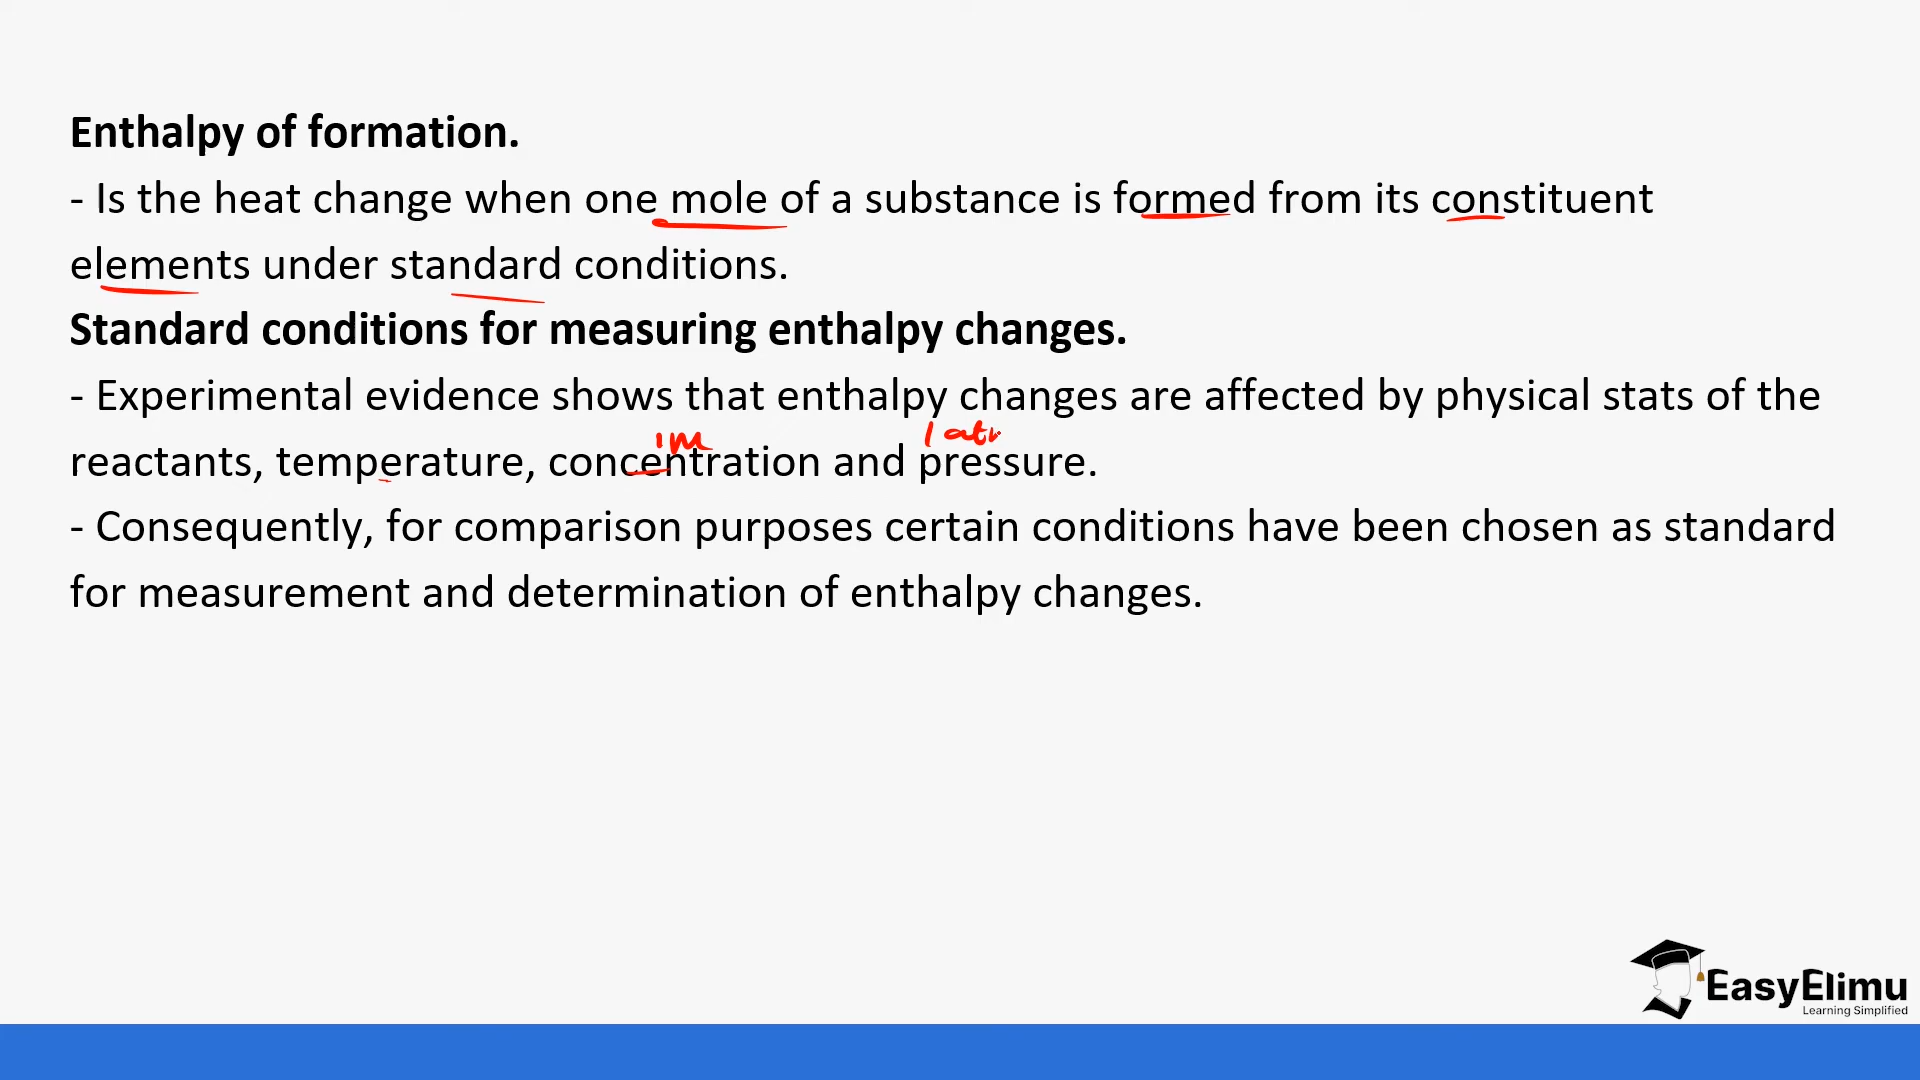 Enthalpy of formation.
- Is the heat change when one mole of a substance is formed from its constituent
elements under standard conditions.
Standard conditions for measuring enthalpy changes.
- Experimental evidence shows that enthalpy changes are affected by physical stats of the
1M 1 at
reactants, temperature, concentration and pressure.
- Consequently, for comparison purposes certain conditions have been chosen as standard
for measurement and determination of enthalpy changes.
EasyElimu
Learning Simplified